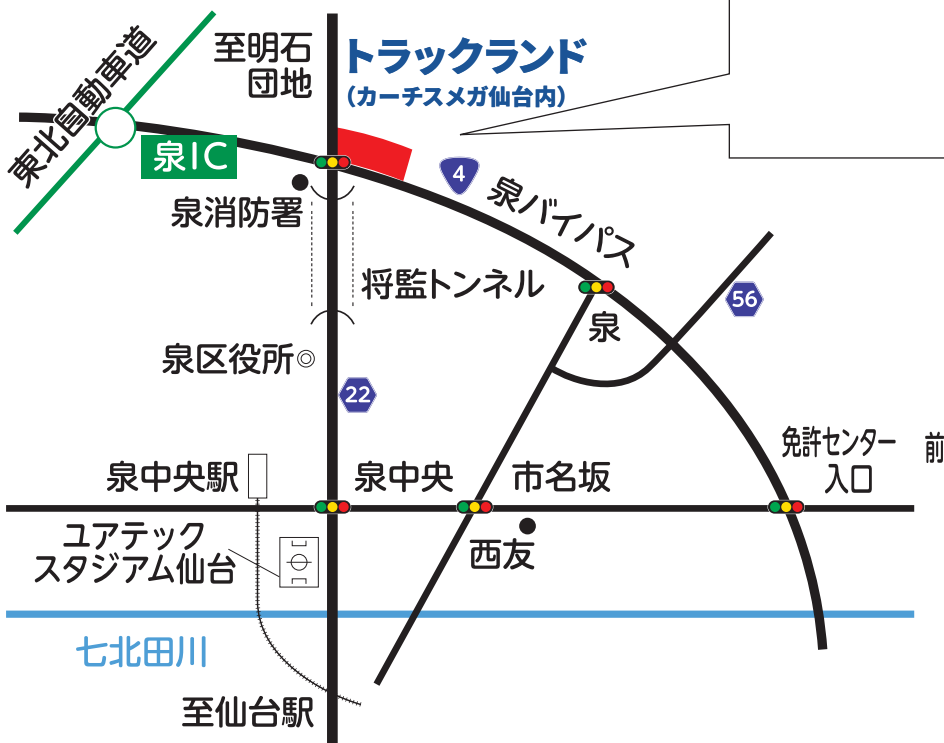 至明石
団地
トラックランド
（カーチスメガ仙台内）
東北自動車道
泉IC
4
泉バイパス
泉消防署
将監トンネル
56
泉
泉区役所
22
免許センター
入口
前
泉中央駅
泉中央
市名坂
ユアテック
スタジアム仙台
西友
七北田川
至仙台駅